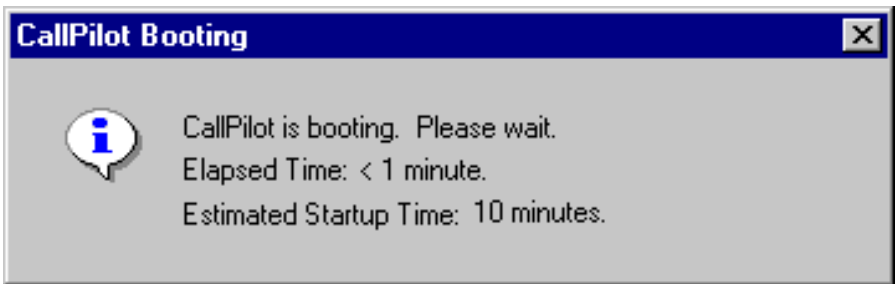 CallPilot Booting
CallPilot is booting. Please wait.
Elapsed Time: < 1 minute.
Estimated Startup Time: 10 minutes.